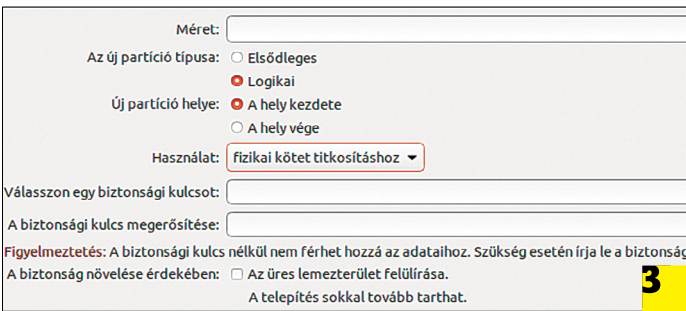 Méret:
Az új partíció típusa: Elsődleges
Logikai
Új partíció helye: A hely kezdete
A hely vége
Használat: fizikai kötet titkosításhoz
Válasszon egy biztonsági kulcsot:
A biztonsági kulcs megerősítése:
Figyelmeztetés: A biztonsági kulcs nélkül nem férhet hozzá az adataihoz. Szükség esetén írja le a biztonság
A biztonság növelése érdekében: Az üres lemezterület felülírása.
A telepítés sokkal tovább tarthat.
3